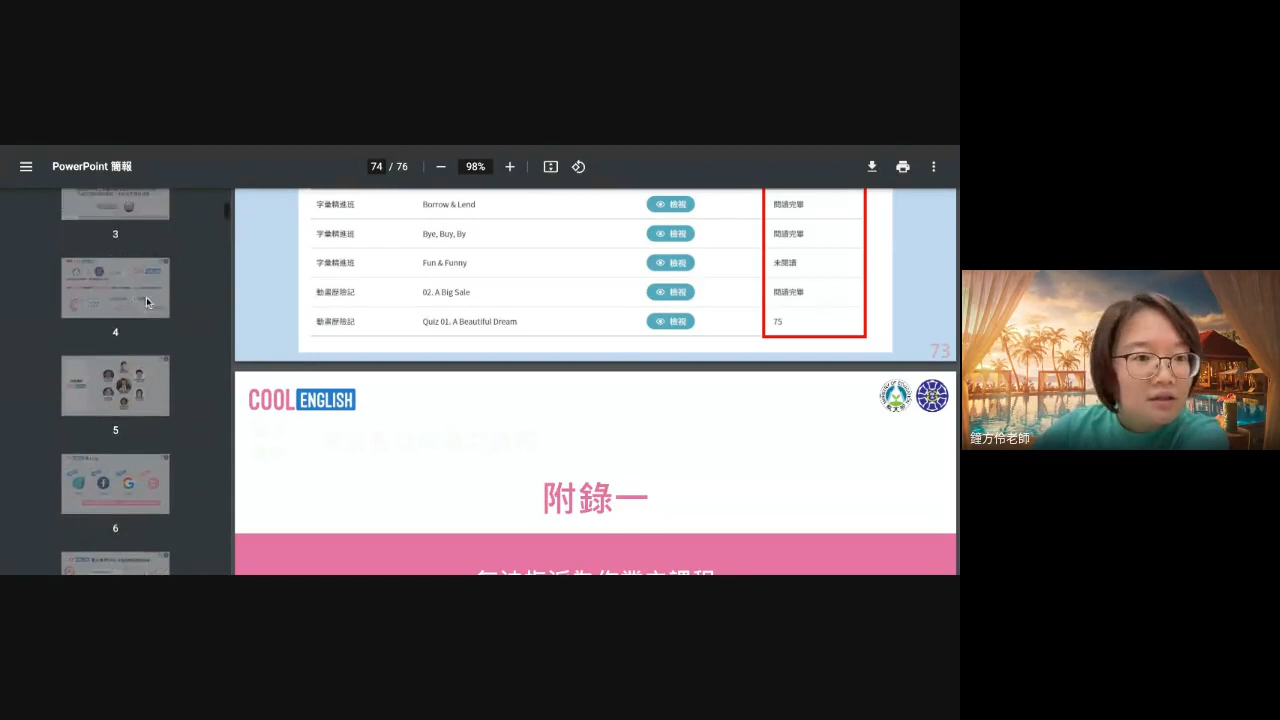 PowerPoint 簡報
74 / 76
98%
3
4
5
6
字彙精進班 Borrow & Lend 檢視 閱讀完畢
字彙精進班 Bye, Buy, By 檢視 閱讀完畢
字彙精進班 Fun & Funny 檢視 未閱讀
動畫歷險記 02. A Big Sale 檢視 閱讀完畢
動畫歷險記 Quiz 01. A Beautiful Dream 檢視 75
73
COOL ENGLISH
附錄一
鐘方伶老師